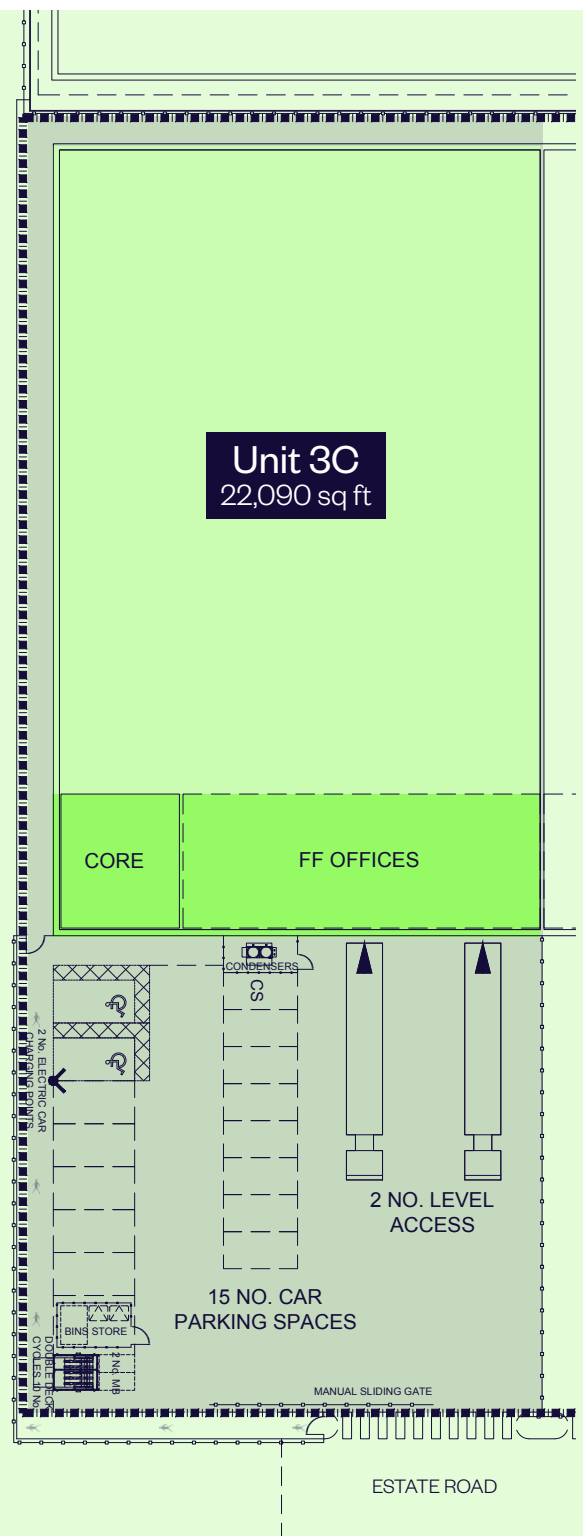 Unit 3C
22,090 sq ft
CORE
FF OFFICES
CONDENSERS
CS
2 No. ELECTRIC CAR
CHARGING POINTS
2 NO. LEVEL
ACCESS
15 NO. CAR
PARKING SPACES
BINS STORE
DOUBLE DECK
CYCLES 10 No.
2 No. MB
MANUAL SLIDING GATE
ESTATE ROAD